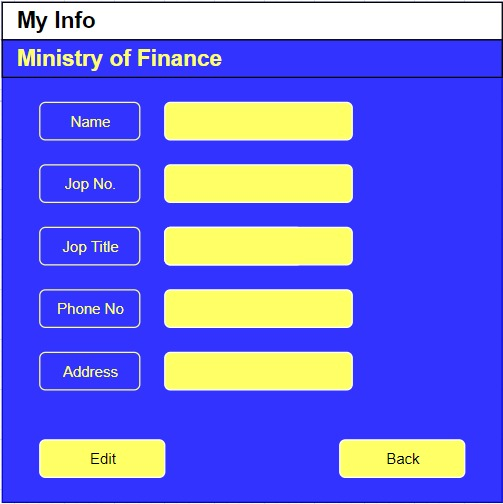 My Info
Ministry of Finance
Name
Jop No.
Jop Title
Phone No
Address
Edit
Back